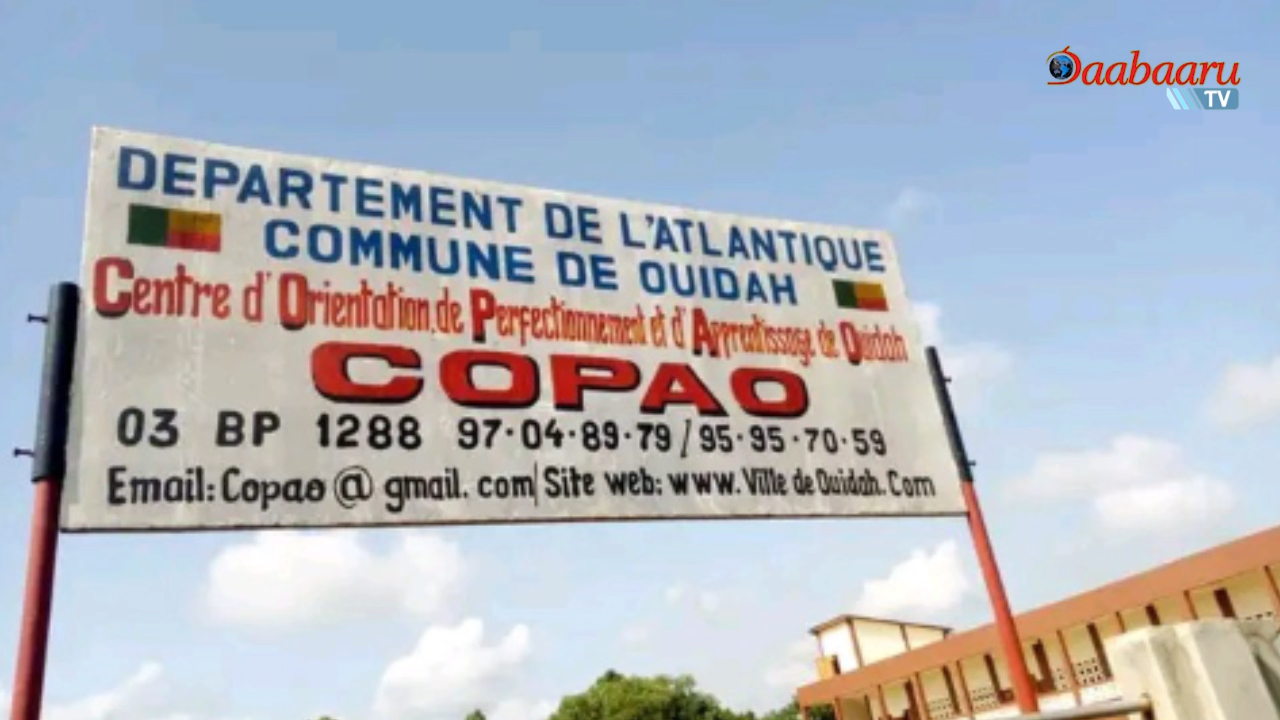 Daabaaru
TV
DEPARTEMENT DE L'ATLANTIQUE
COMMUNE DE OUIDAH
Centre d'Orientation, de Perfectionnement et d'Apprentissage de Ouidah
COPAO
03 BP 1288 97·04·89·79 / 95·95·70·59
Email: Copao @ gmail. com | Site web: www. Ville de Ouidah. Com